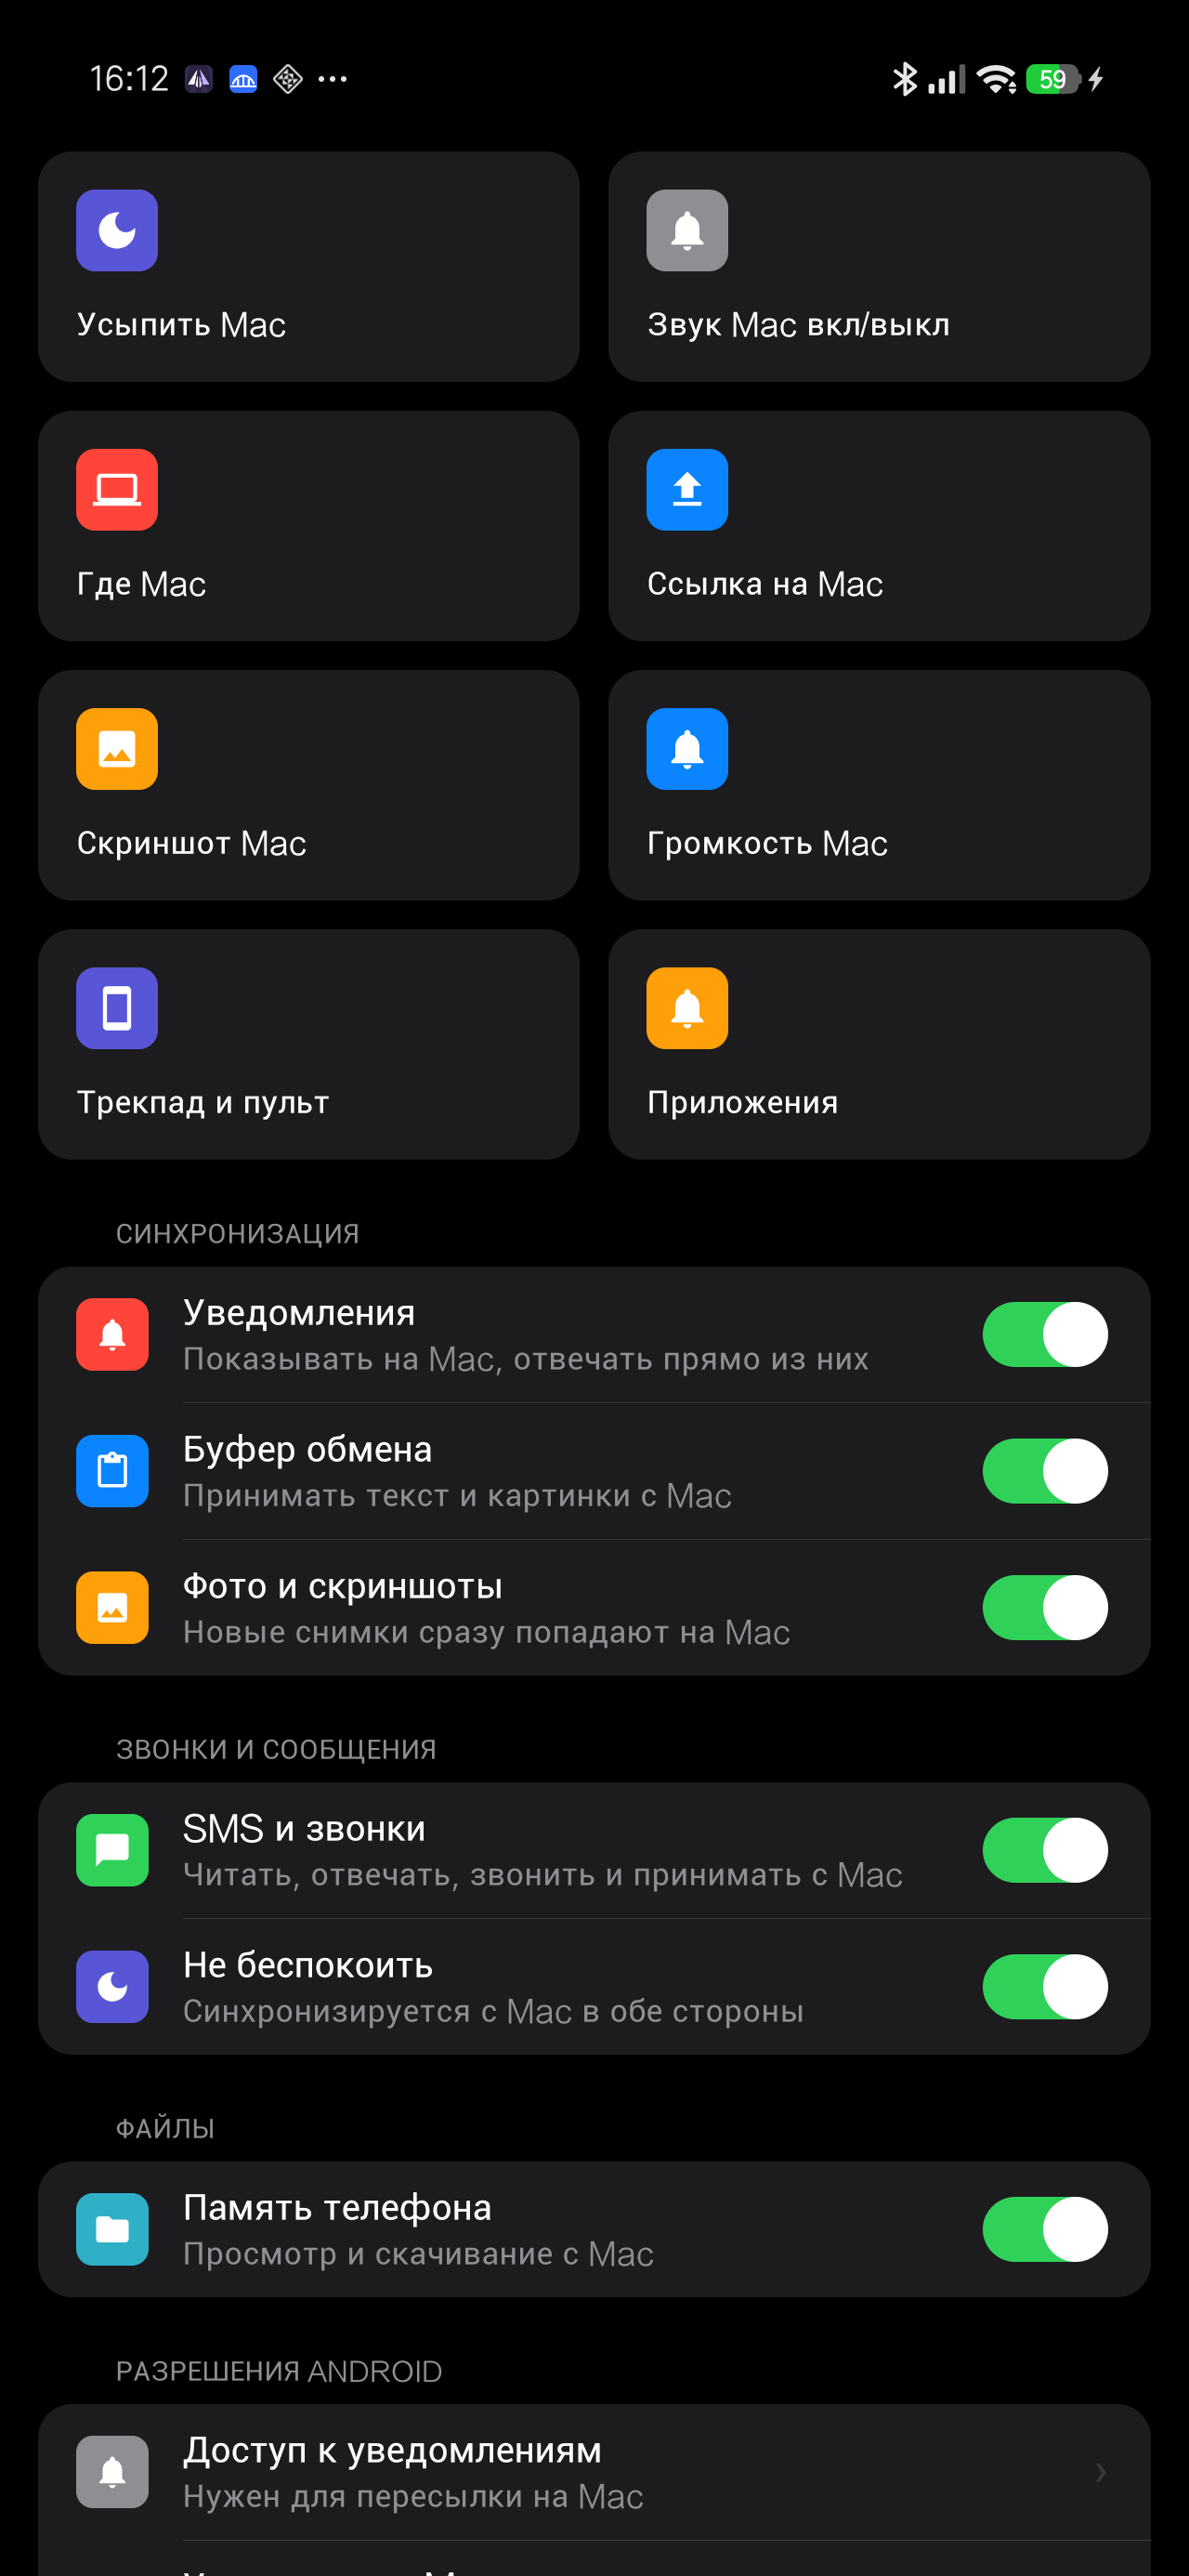 16:12
59
Усыпить Mac
Звук Mac вкл/выкл
Где Mac
Ссылка на Mac
Скриншот Mac
Громкость Mac
Трекпад и пульт
Приложения
СИНХРОНИЗАЦИЯ
Уведомления
Показывать на Mac, отвечать прямо из них
Буфер обмена
Принимать текст и картинки с Mac
Фото и скриншоты
Новые снимки сразу попадают на Mac
ЗВОНКИ И СООБЩЕНИЯ
SMS и звонки
Читать, отвечать, звонить и принимать с Mac
Не беспокоить
Синхронизируется с Mac в обе стороны
ФАЙЛЫ
Память телефона
Просмотр и скачивание с Mac
РАЗРЕШЕНИЯ ANDROID
Доступ к уведомлениям
Нужен для пересылки на Mac